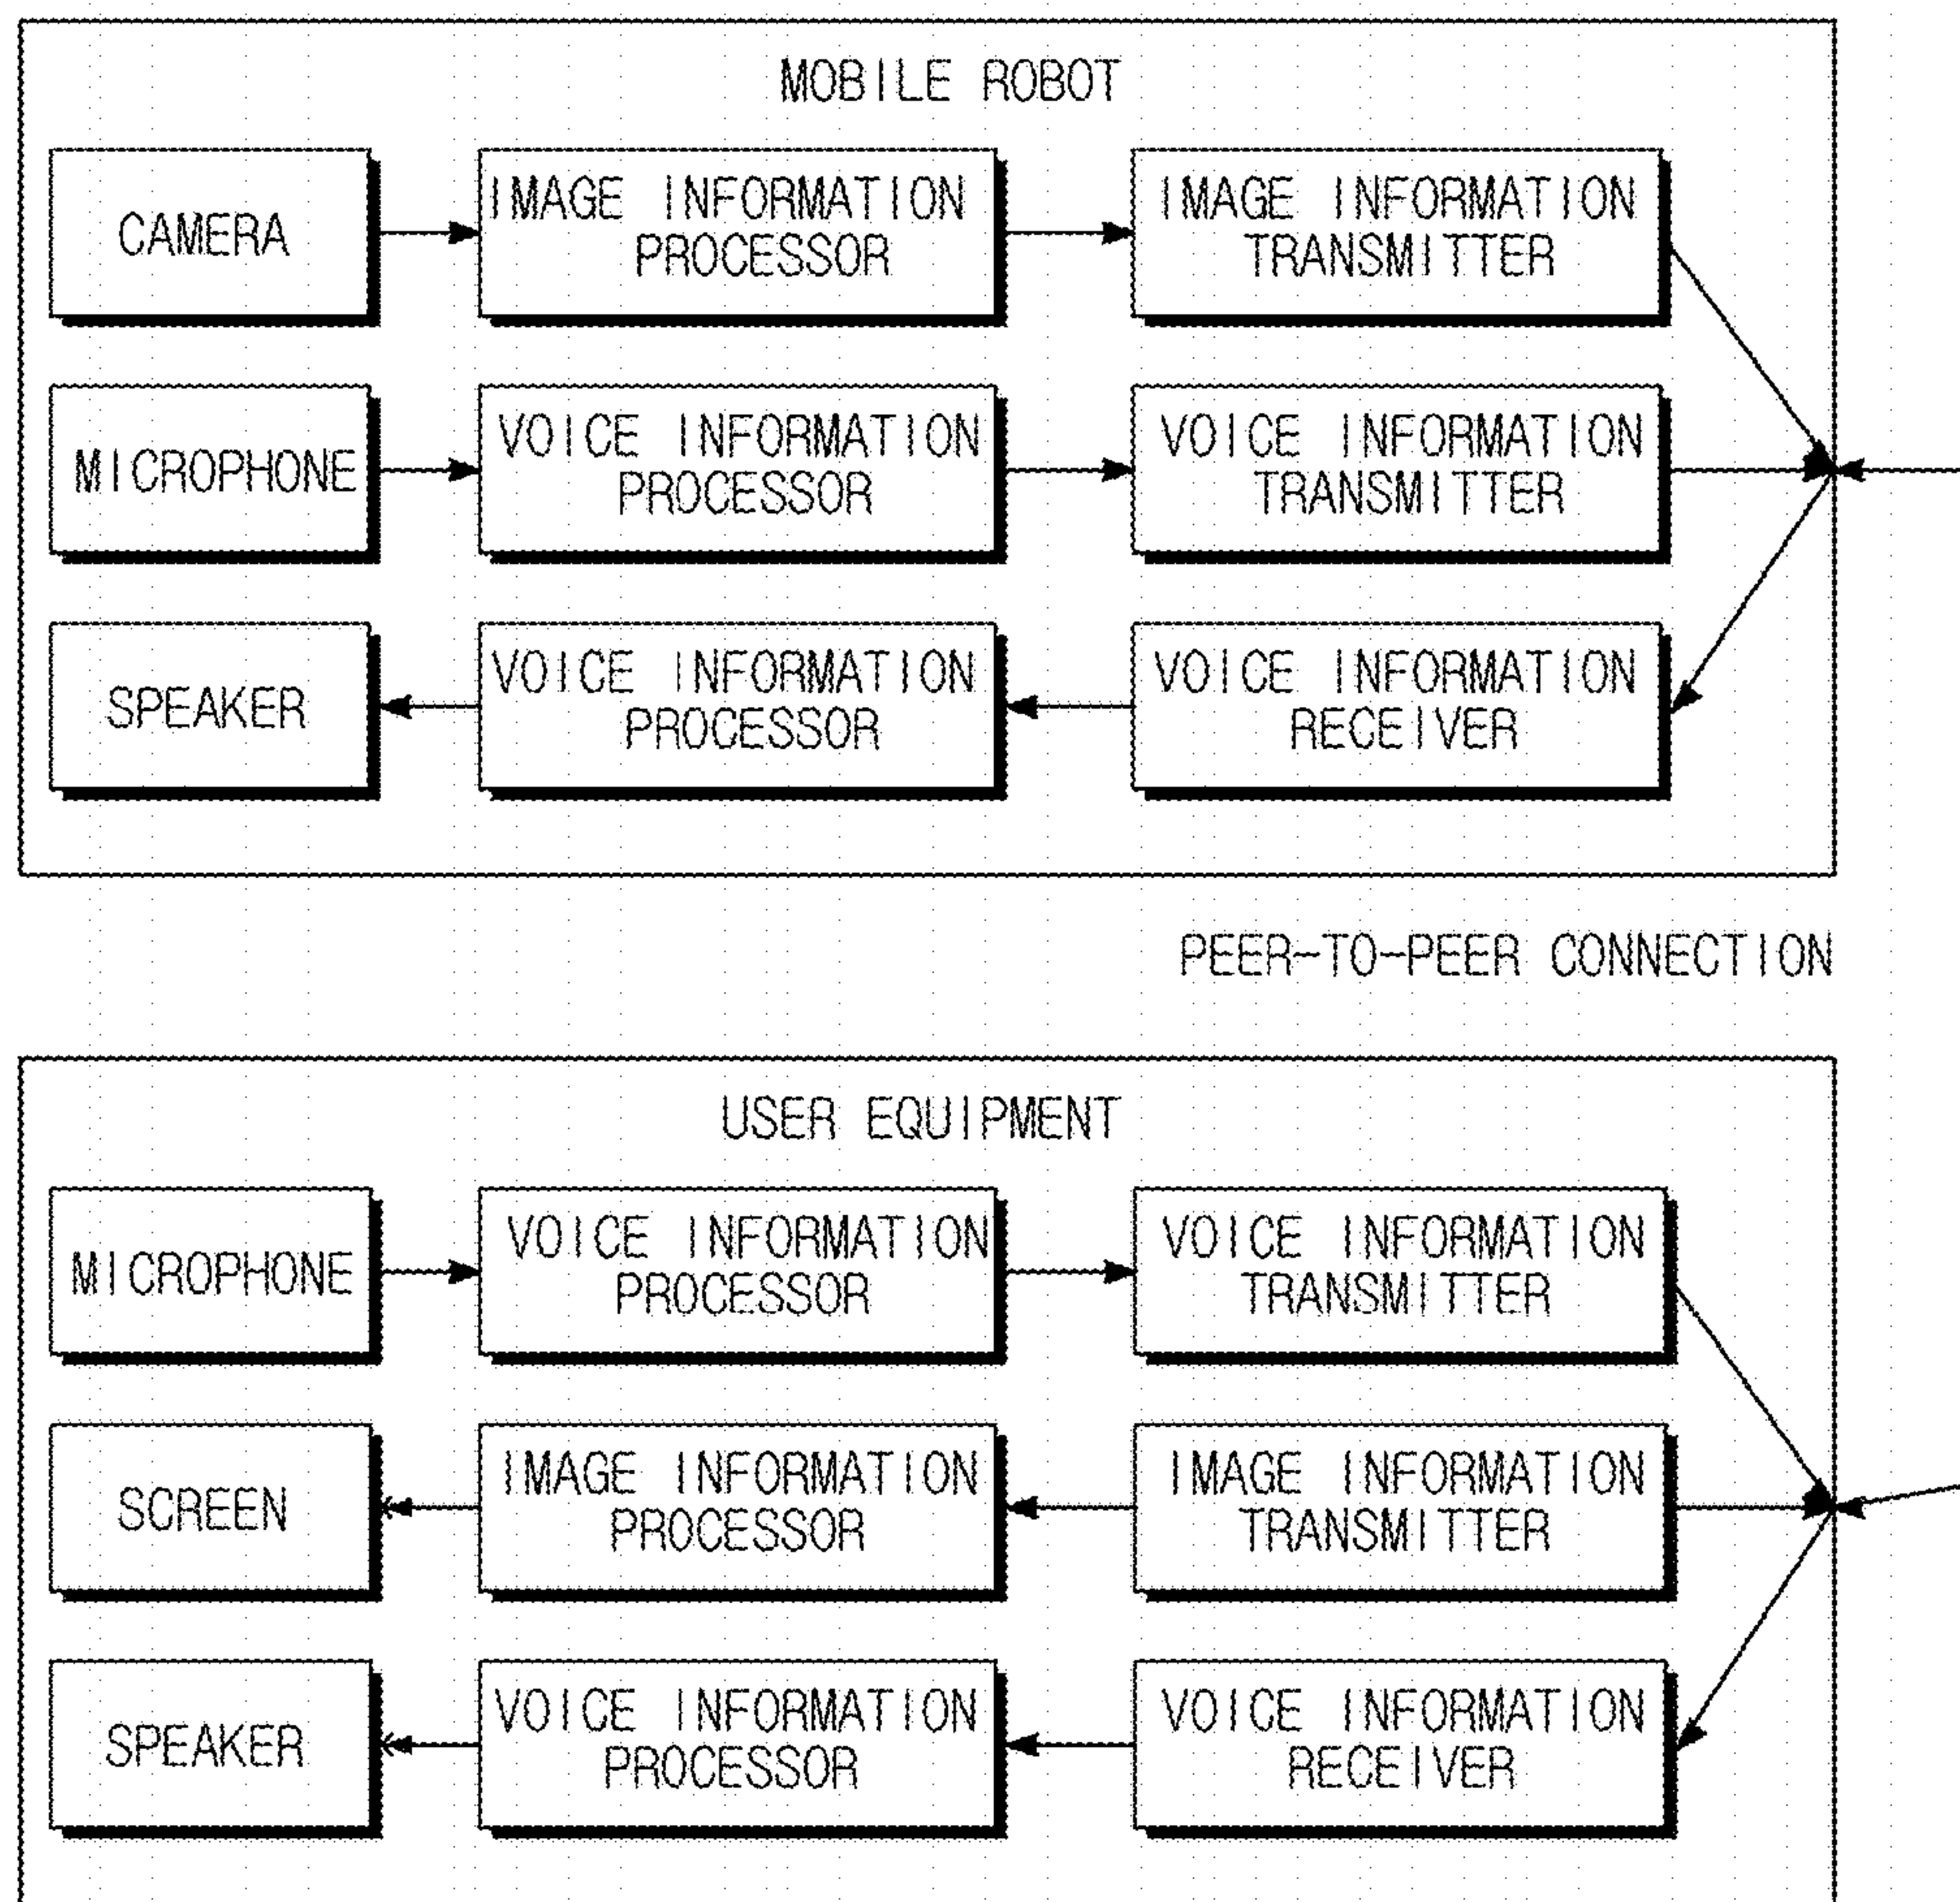 MOBILE ROBOT
CAMERA
IMAGE INFORMATION
PROCESSOR
IMAGE INFORMATION
TRANSMITTER
MICROPHONE
VOICE INFORMATION
PROCESSOR
VOICE INFORMATION
TRANSMITTER
SPEAKER
VOICE INFORMATION
PROCESSOR
VOICE INFORMATION
RECEIVER
PEER-TO-PEER CONNECTION
USER EQUIPMENT
MICROPHONE
VOICE INFORMATION
PROCESSOR
VOICE INFORMATION
TRANSMITTER
SCREEN
IMAGE INFORMATION
PROCESSOR
IMAGE INFORMATION
TRANSMITTER
SPEAKER
VOICE INFORMATION
PROCESSOR
VOICE INFORMATION
RECEIVER